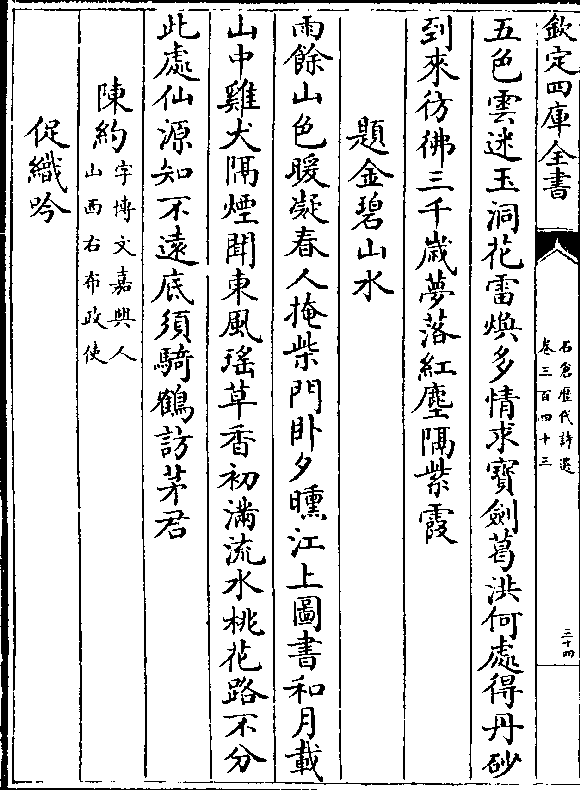 欽定四庫全書
石倉歷代詩選
卷三百四十三
三十四
五色雲迷玉洞花雷煥多情求寶劍葛洪何處得丹砂
到來彷彿三千歲夢落紅塵隔紫霞
題金碧山水
雨餘山色暖凝春人掩柴門卧夕曛江上圖書和月載
山中雞犬隔煙聞東風瑤草香初滿流水桃花路不分
此處仙源知不遠底須騎鶴訪茅君
陳約字博文嘉興人
山西右布政使
促織吟